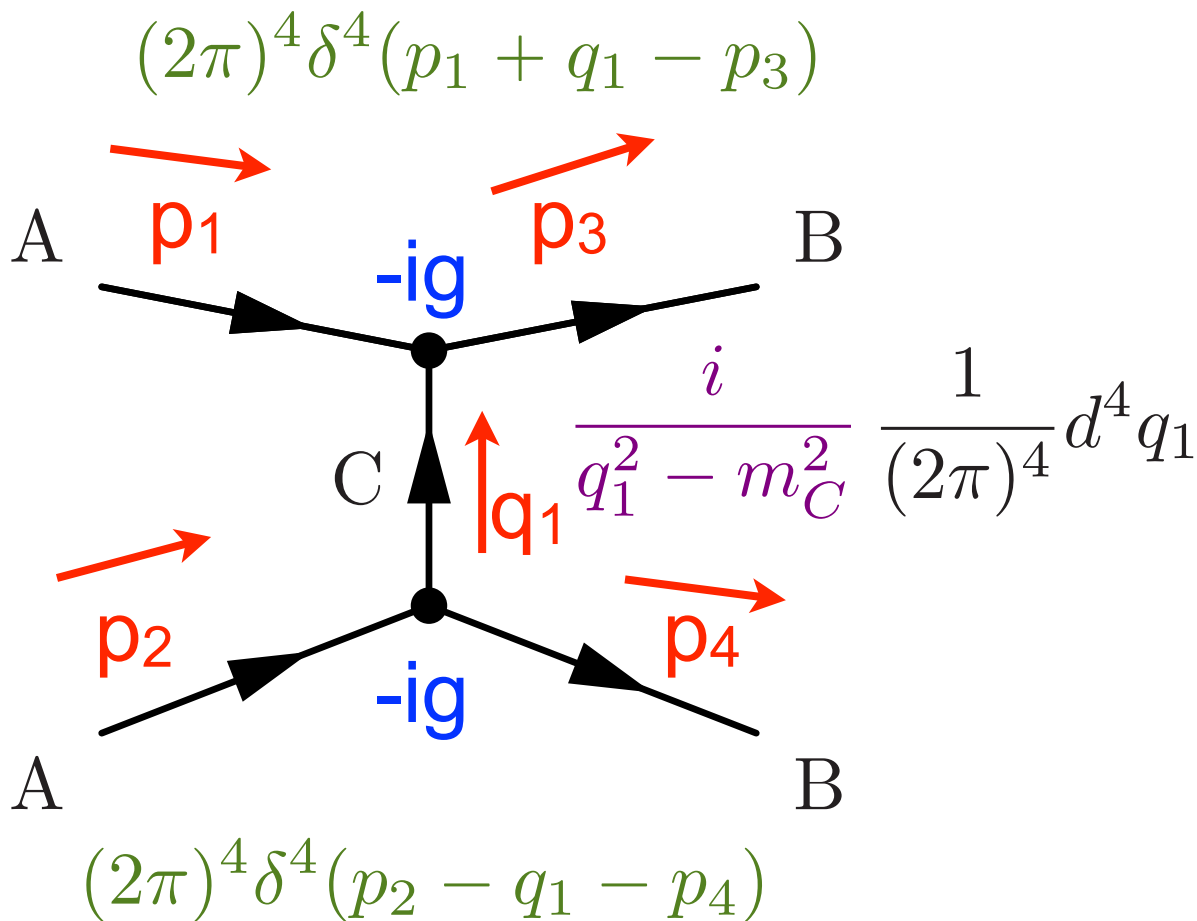 (2π)⁴δ⁴(p₁ + q₁ − p₃)
p₁
p₃
A
B
-ig
i/(q₁² − m_C²) 1/(2π)⁴ d⁴q₁
C
q₁
p₂
p₄
-ig
A
B
(2π)⁴δ⁴(p₂ − q₁ − p₄)